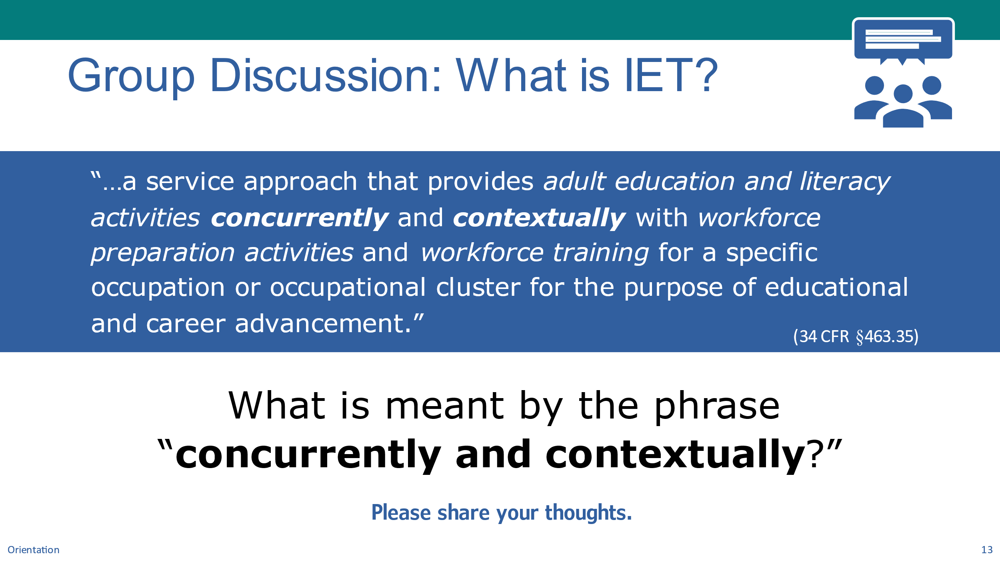 Group Discussion: What is IET?
“…a service approach that provides adult education and literacy
activities concurrently and contextually with workforce
preparation activities and workforce training for a specific
occupation or occupational cluster for the purpose of educational
and career advancement.”
(34 CFR §463.35)
What is meant by the phrase
“concurrently and contextually?”
Please share your thoughts.
Orientation
13